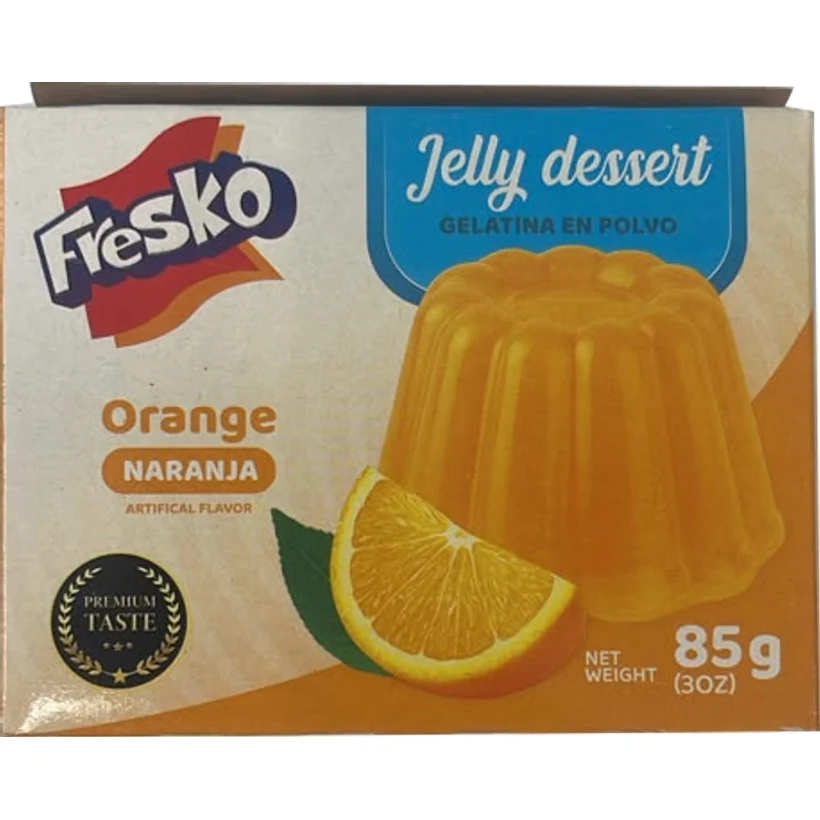 Fresko
Jelly dessert
GELATINA EN POLVO
Orange
NARANJA
ARTIFICAL FLAVOR
PREMIUM
TASTE
NET
WEIGHT
85g
(3OZ)